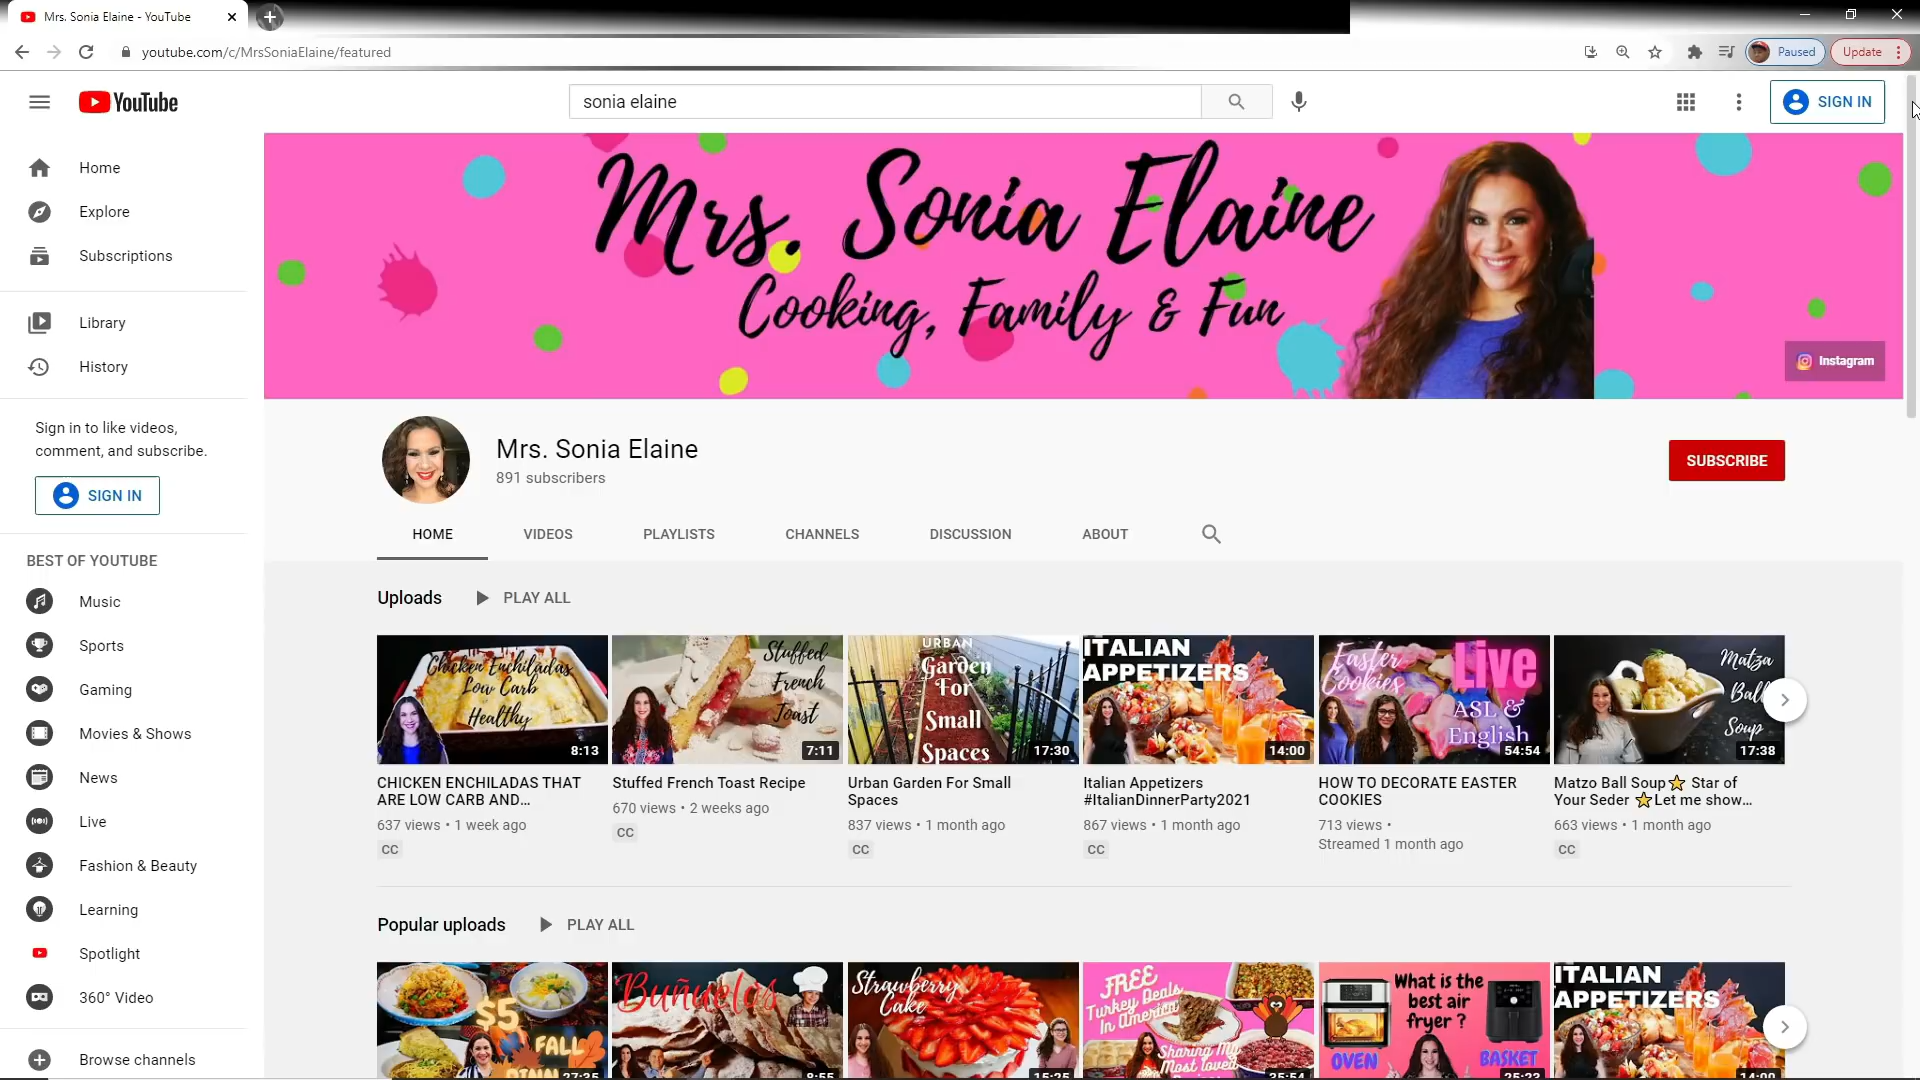 Mrs. Sonia Elaine - YouTube
youtube.com/c/MrsSoniaElaine/featured
Paused
Update
YouTube
sonia elaine
SIGN IN
Home
Explore
Subscriptions
Library
History
Sign in to like videos,
comment, and subscribe.
SIGN IN
BEST OF YOUTUBE
Music
Sports
Gaming
Movies & Shows
News
Live
Fashion & Beauty
Learning
Spotlight
360° Video
Browse channels
Mrs. Sonia Elaine
Cooking, Family & Fun
Instagram
Mrs. Sonia Elaine
891 subscribers
SUBSCRIBE
HOME
VIDEOS
PLAYLISTS
CHANNELS
DISCUSSION
ABOUT
Uploads
PLAY ALL
Chicken Enchiladas
Low Carb
Healthy
8:13
CHICKEN ENCHILADAS THAT
ARE LOW CARB AND...
637 views • 1 week ago
CC
Stuffed
French
Toast
7:11
Stuffed French Toast Recipe
670 views • 2 weeks ago
CC
URBAN
Garden
For
Small
Spaces
17:30
Urban Garden For Small
Spaces
837 views • 1 month ago
CC
ITALIAN
APPETIZERS
14:00
Italian Appetizers
#ItalianDinnerParty2021
867 views • 1 month ago
CC
Easter
Cookies
Live
ASL &
English
54:54
HOW TO DECORATE EASTER
COOKIES
713 views •
Streamed 1 month ago
Matza
Ball
Soup
17:38
Matzo Ball Soup⭐ Star of
Your Seder ⭐Let me show...
663 views • 1 month ago
CC
Popular uploads
PLAY ALL
$5
FALL
27:35
Buñuelos
8:55
Strawberry
Cake
15:25
FREE
Turkey Deals
In America
Sharing My
Most loved
35:54
What is the
best air
fryer ?
OVEN
BASKET
25:23
ITALIAN
APPETIZERS
14:00